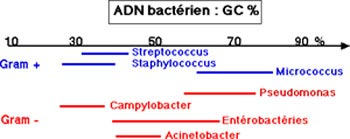 ADN bactérien : GC %
10 30 50 70 90 %
Streptococcus
Gram + Staphylococcus
Micrococcus
Pseudomonas
Campylobacter
Gram - Entérobactéries
Acinetobacter